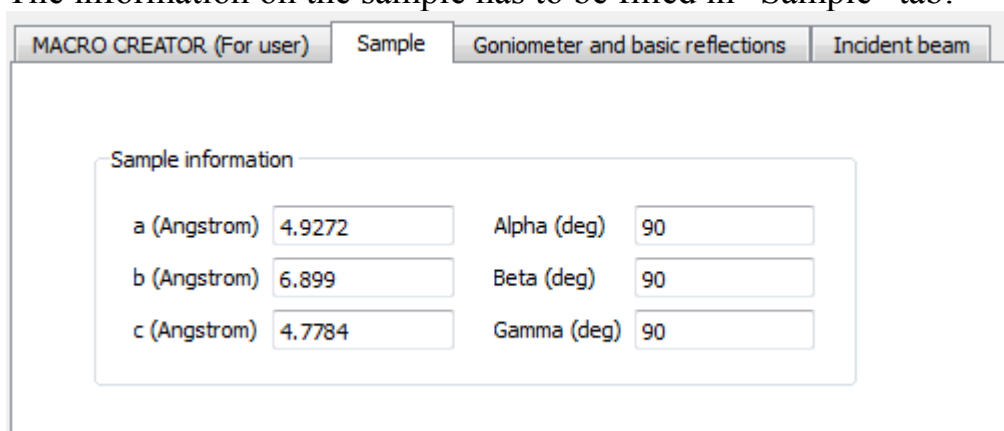 The information on the sample has to be filled in "Sample" tab.
MACRO CREATOR (For user) Sample Goniometer and basic reflections Incident beam
Sample information
a (Angstrom) 4.9272 Alpha (deg) 90
b (Angstrom) 6.899 Beta (deg) 90
c (Angstrom) 4.7784 Gamma (deg) 90